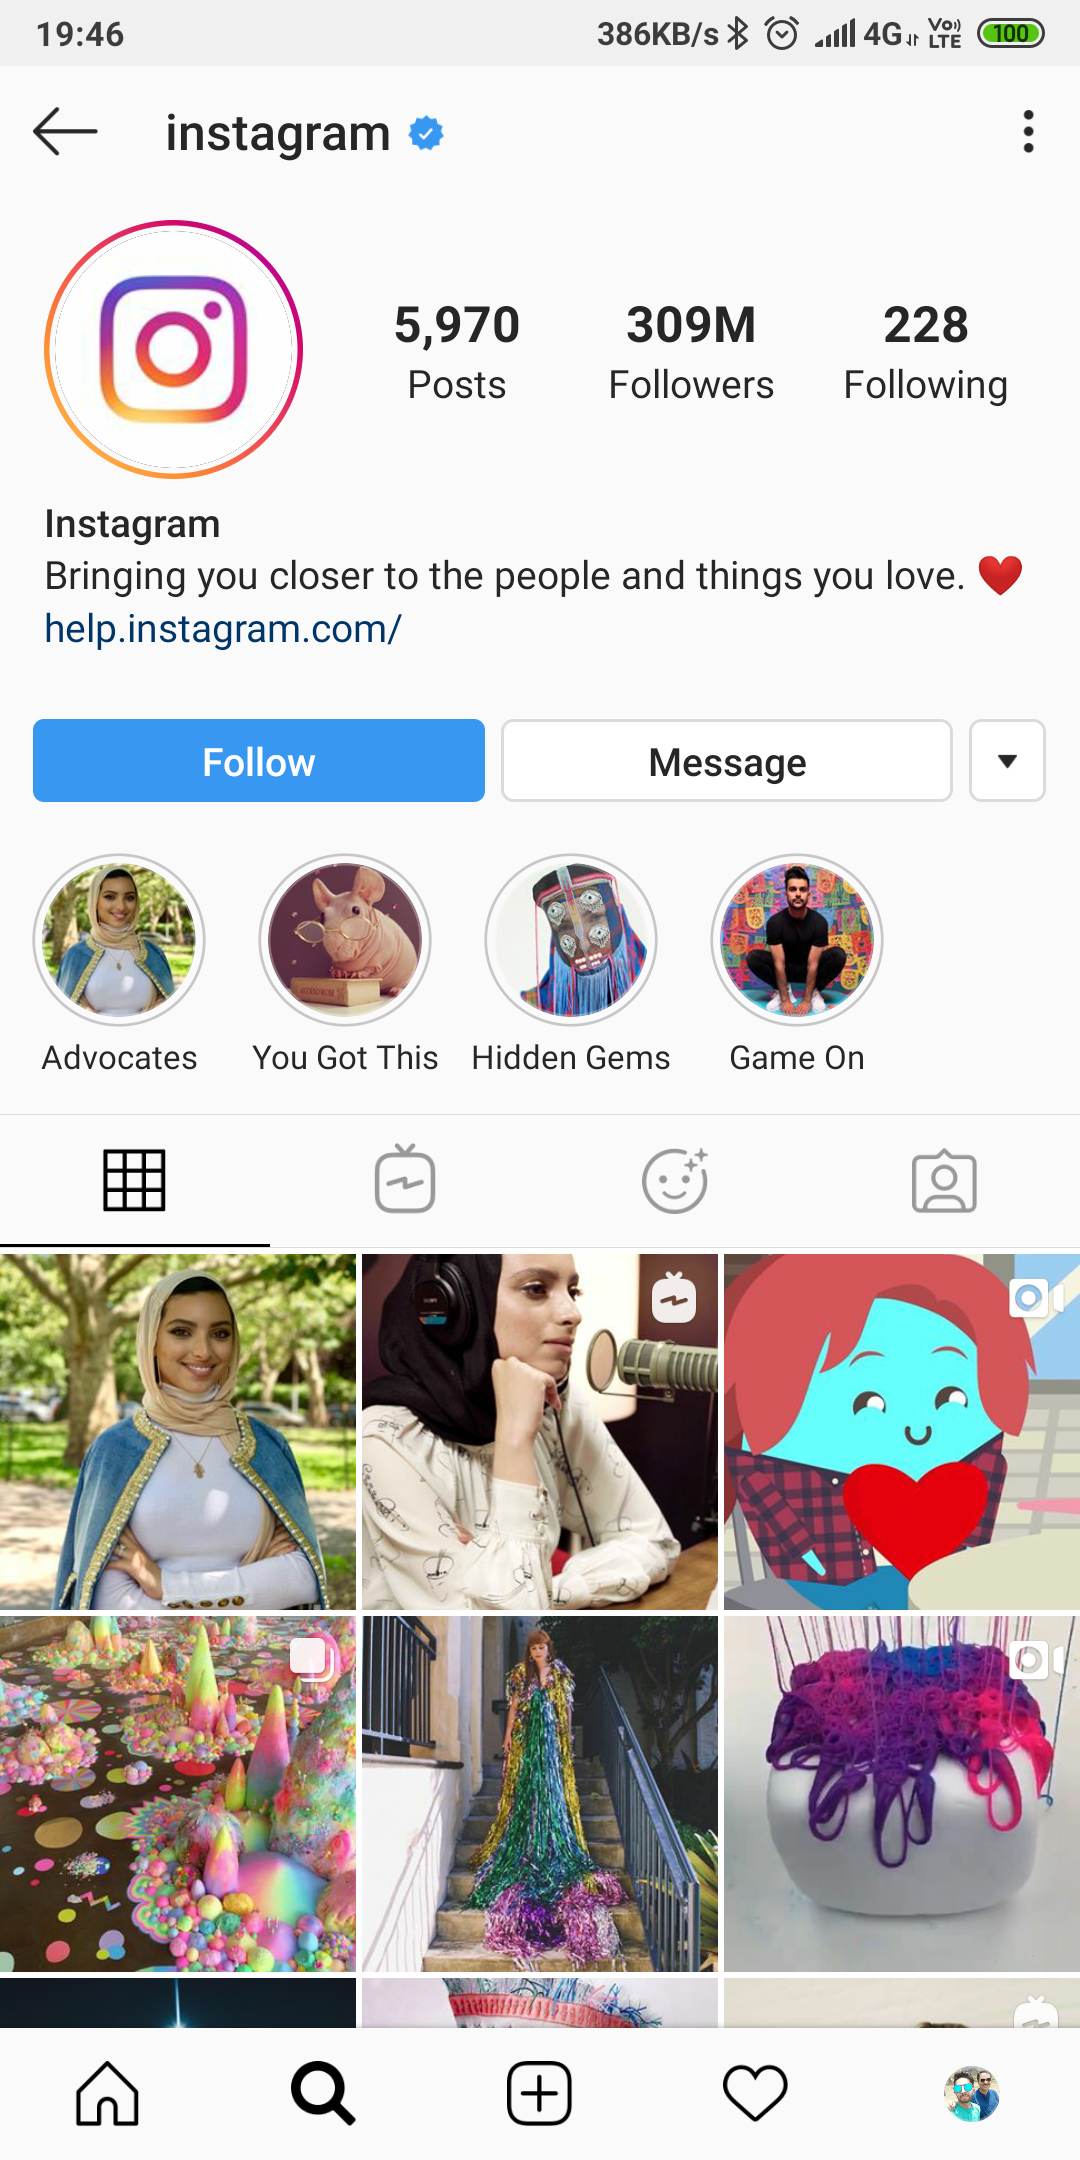 19:46 386KB/s 4G Vo)) LTE 100
instagram
5,970 309M 228
Posts Followers Following
Instagram
Bringing you closer to the people and things you love. ❤️
help.instagram.com/
Follow Message
Advocates You Got This Hidden Gems Game On